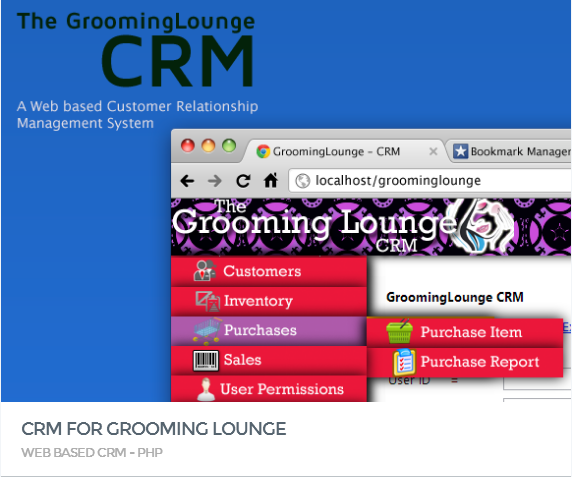 The GroomingLounge
CRM
A Web based Customer Relationship
Management System
GroomingLounge - CRM
Bookmark Manager
localhost/groominglounge
The
Grooming Lounge
CRM
Customers
Inventory
GroomingLounge CRM
Purchases
Purchase Item
Sales
Purchase Report
User ID =
User Permissions
CRM FOR GROOMING LOUNGE
WEB BASED CRM - PHP